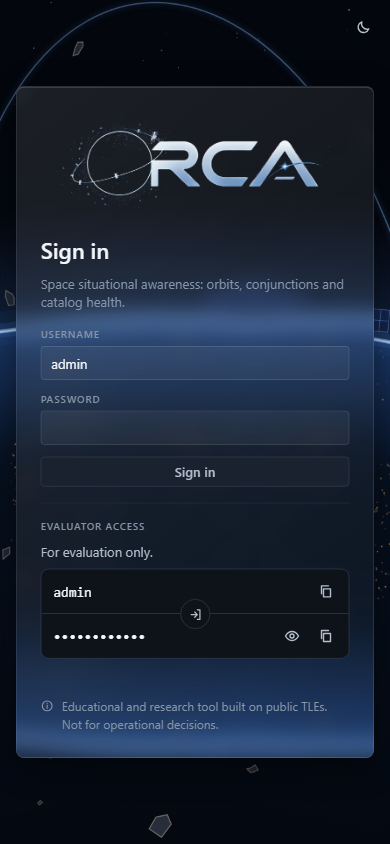 ORCA
Sign in
Space situational awareness: orbits, conjunctions and
catalog health.
USERNAME
admin
PASSWORD
Sign in
EVALUATOR ACCESS
For evaluation only.
admin
••••••••••••
Educational and research tool built on public TLEs.
Not for operational decisions.